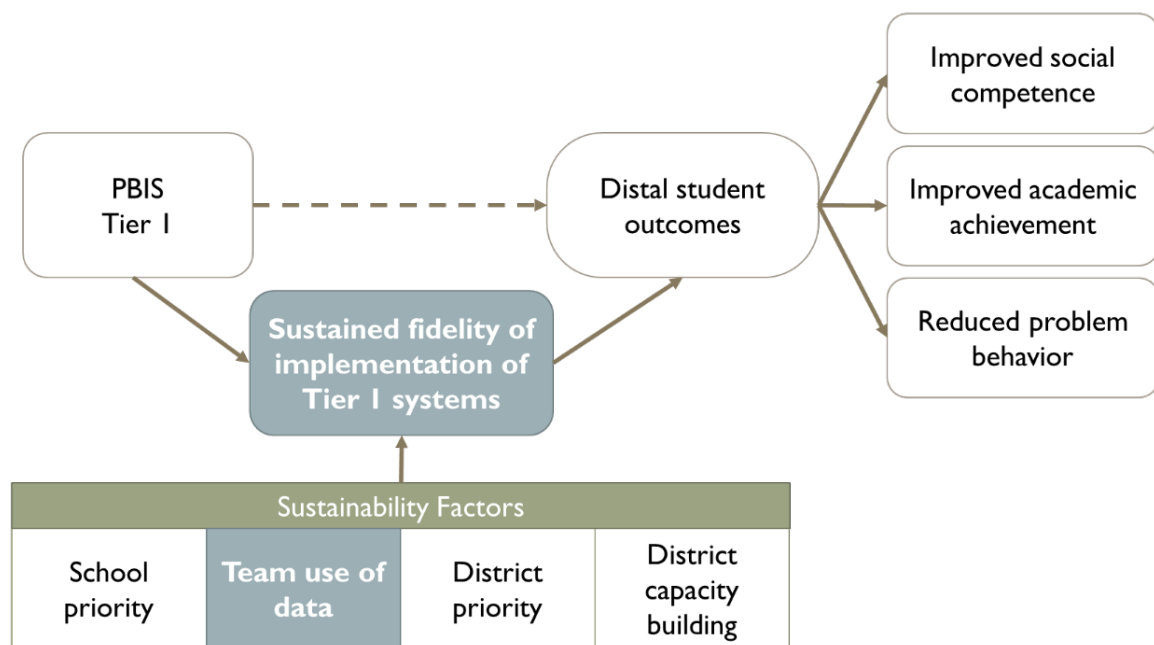 Improved social
competence
PBIS
Tier 1
Distal student
outcomes
Improved academic
achievement
Sustained fidelity of
implementation of
Tier 1 systems
Reduced problem
behavior
Sustainability Factors
School
priority
Team use of
data
District
priority
District
capacity
building